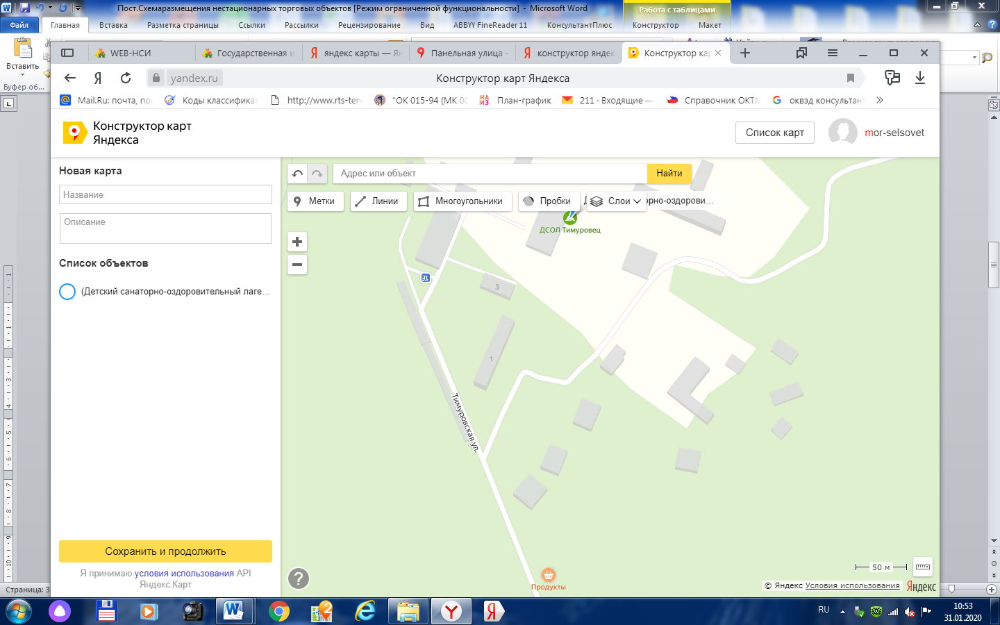 Пост.Схемаразмещения нестационарных торговых объектов [Режим ограниченной функциональности] - Microsoft Word
Работа с таблицами
Файл Главная Вставка Разметка страницы Ссылки Рассылки Рецензирование Вид ABBYY FineReader 11 КонсультантПлюс Конструктор Макет
Вставить
Буфер об...
WEB-НСИ Государственная и яндекс карты — Ян Панельная улица – конструктор яндек Конструктор кар
yandex.ru Конструктор карт Яндекса
Mail.Ru: почта, по Коды классификат http://www.rts-ten "ОК 015-94 (МК 00 План-график 211 · Входящие — Справочник ОКТМ оквэд консультант
Конструктор карт
Яндекса
Список карт
mor-selsovet
Новая карта
Название
Описание
Список объектов
(Детский санаторно-оздоровительный лаге...
Сохранить и продолжить
Я принимаю условия использования API
Яндекс.Карт
Адрес или объект Найти
Метки Линии Многоугольники Пробки Слои орно-оздорови...
ДСОЛ Тимуровец
3
1
Тимуровская ул.
Продукты
50 м
© Яндекс Условия использования Яндекс
Страница: 3
RU
10:53
31.01.2020